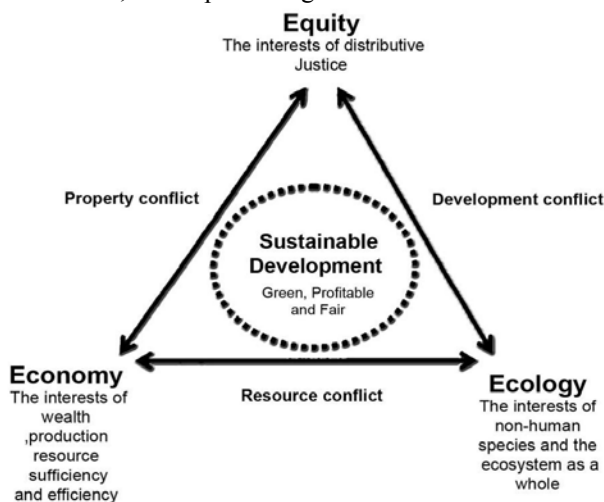 Equity
The interests of distributive
Justice
Property conflict
Development conflict
Sustainable
Development
Green, Profitable
and Fair
Economy
The interests of
wealth
,production
resource
sufficiency
and efficiency
Resource conflict
Ecology
The interests of
non-human
species and the
ecosystem as a
whole